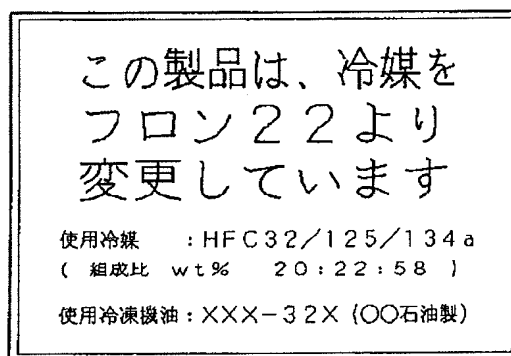 この製品は、冷媒を
フロン22より
変更しています
使用冷媒 :HFC32/125/134a
( 組成比 wt% 20:22:58 )
使用冷凍機油:XXX-32X (〇〇石油製)